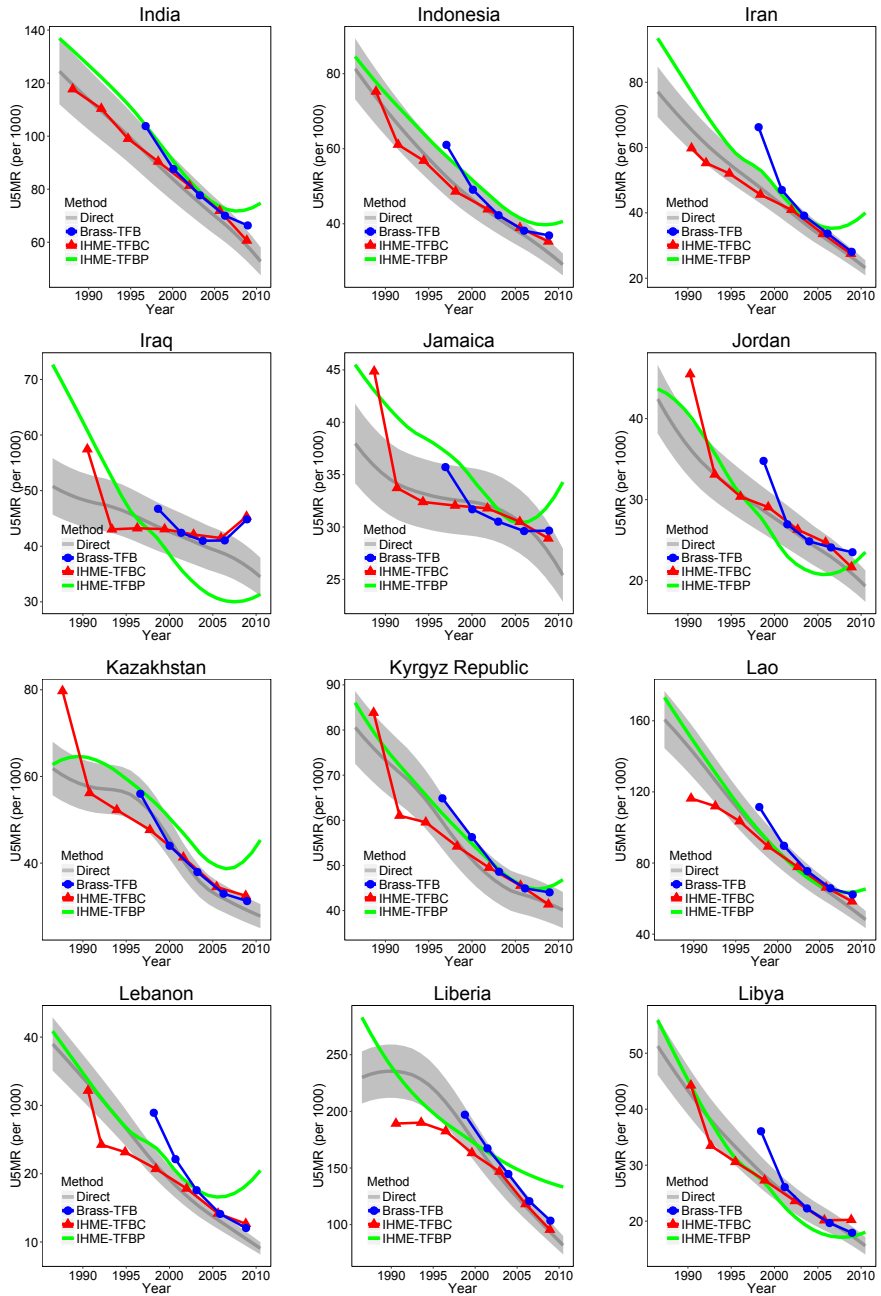 India
U5MR (per 1000)
140
120
100
80
60
Method
Direct
Brass-TFB
IHME-TFBC
IHME-TFBP
1990 1995 2000 2005 2010
Year
Indonesia
U5MR (per 1000)
80
60
40
Method
Direct
Brass-TFB
IHME-TFBC
IHME-TFBP
1990 1995 2000 2005 2010
Year
Iran
U5MR (per 1000)
80
60
40
20
Method
Direct
Brass-TFB
IHME-TFBC
IHME-TFBP
1990 1995 2000 2005 2010
Year
Iraq
U5MR (per 1000)
70
60
50
40
30
Method
Direct
Brass-TFB
IHME-TFBC
IHME-TFBP
1990 1995 2000 2005 2010
Year
Jamaica
U5MR (per 1000)
45
40
35
30
25
Method
Direct
Brass-TFB
IHME-TFBC
IHME-TFBP
1990 1995 2000 2005 2010
Year
Jordan
U5MR (per 1000)
40
30
20
Method
Direct
Brass-TFB
IHME-TFBC
IHME-TFBP
1990 1995 2000 2005 2010
Year
Kazakhstan
U5MR (per 1000)
80
60
40
Method
Direct
Brass-TFB
IHME-TFBC
IHME-TFBP
1990 1995 2000 2005 2010
Year
Kyrgyz Republic
U5MR (per 1000)
90
80
70
60
50
40
Method
Direct
Brass-TFB
IHME-TFBC
IHME-TFBP
1990 1995 2000 2005 2010
Year
Lao
U5MR (per 1000)
160
120
80
40
Method
Direct
Brass-TFB
IHME-TFBC
IHME-TFBP
1990 1995 2000 2005 2010
Year
Lebanon
U5MR (per 1000)
40
30
20
10
Method
Direct
Brass-TFB
IHME-TFBC
IHME-TFBP
1990 1995 2000 2005 2010
Year
Liberia
U5MR (per 1000)
250
200
150
100
Method
Direct
Brass-TFB
IHME-TFBC
IHME-TFBP
1990 1995 2000 2005 2010
Year
Libya
U5MR (per 1000)
50
40
30
20
Method
Direct
Brass-TFB
IHME-TFBC
IHME-TFBP
1990 1995 2000 2005 2010
Year